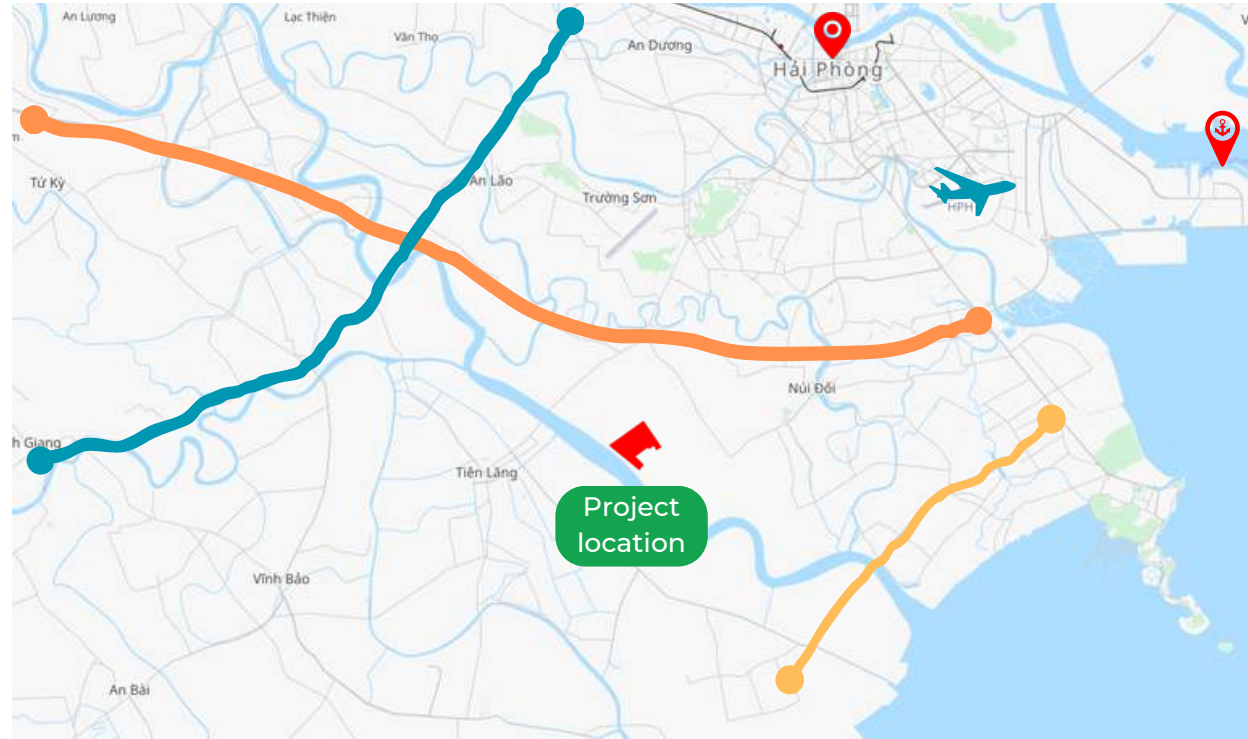 An Lương
Lạc Thiện
Văn Thọ
An Dương
Hải Phòng
Tứ Kỳ
An Lão
Trường Sơn
HPH
Núi Đối
h Giang
Tiên Lãng
Project
location
Vĩnh Bảo
An Bài